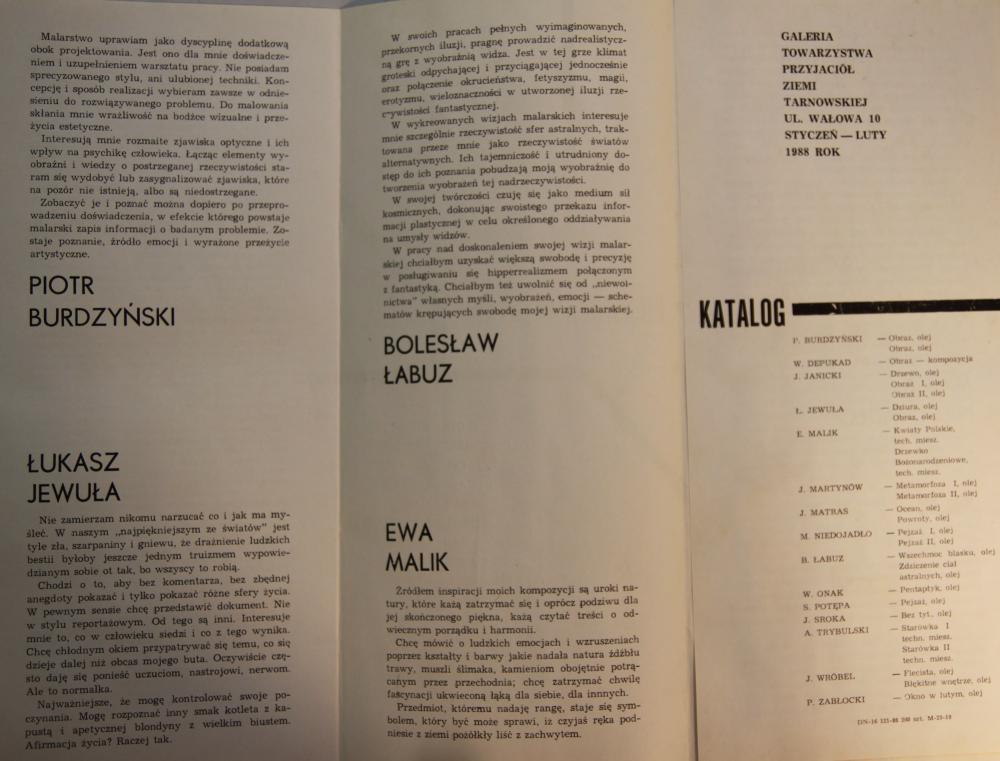 Malarstwo uprawiam jako dyscyplinę dodatkową
obok projektowania. Jest ono dla mnie doświadcze-
niem i uzupełnieniem warsztatu pracy. Nie posiadam
sprecyzowanego stylu, ani ulubionej techniki. Kon-
cepcję i sposób realizacji wybieram zawsze w odnie-
sieniu do rozwiązywanego problemu. Do malowania
skłania mnie wrażliwość na bodźce wizualne i prze-
życia estetyczne.
Interesują mnie rozmaite zjawiska optyczne i ich
wpływ na psychikę człowieka. Łącząc elementy wy-
obraźni i wiedzy o postrzeganej rzeczywistości sta-
ram się wydobyć lub zasygnalizować zjawiska, które
na pozór nie istnieją, albo są niedostrzegane.
Zobaczyć je i poznać można dopiero po przepro-
wadzeniu doświadczenia, w efekcie którego powstaje
malarski zapis informacji o badanym problemie. Zo-
staje poznanie, źródło emocji i wyrażone przeżycie
artystyczne.
PIOTR
BURDZYŃSKI
ŁUKASZ
JEWUŁA
Nie zamierzam nikomu narzucać co i jak ma my-
śleć. W naszym „najpiękniejszym ze światów" jest
tyle zła, szarpaniny i gniewu, że drażnienie ludzkich
bestii byłoby jeszcze jednym truizmem wypowie-
dzianym sobie ot tak, bo wszyscy to robią.
Chodzi o to, aby bez komentarza, bez zbędnej
anegdoty pokazać i tylko pokazać różne sfery życia.
W pewnym sensie chcę przedstawić dokument. Nie
w stylu reportażowym. Od tego są inni. Interesuje
mnie to, co w człowieku siedzi i co z tego wynika.
Chcę chłodnym okiem przypatrywać się temu, co się
dzieje dalej niż obcas mojego buta. Oczywiście czę-
sto daję się ponieść uczuciom, nastrojowi, nerwom.
Ale to normalka.
Najważniejsze, że mogę kontrolować swoje po-
czynania. Mogę rozpoznać inny smak kotleta z ka-
pustą i apetycznej blondyny z wielkim biustem.
Afirmacja życia? Raczej tak.
W swoich pracach pełnych wyimaginowanych,
przekornych iluzji, pragnę prowadzić nadrealistycz-
ną grę z wyobraźnią widza. Jest w tej grze klimat
groteski odpychającej i przyciągającej jednocześnie
oraz połączenie okrucieństwa, fetyszyzmu, magii,
erotyzmu, wieloznaczności w utworzonej iluzji rze-
czywistości fantastycznej.
W wykreowanych wizjach malarskich interesuje
mnie szczególnie rzeczywistość sfer astralnych, trak-
towana przeze mnie jako rzeczywistość światów
alternatywnych. Ich tajemniczość i utrudniony do-
stęp do ich poznania pobudzają moją wyobraźnię do
tworzenia wyobrażeń tej nadrzeczywistości.
W swojej twórczości czuję się jako medium sił
kosmicznych, dokonując swoistego przekazu infor-
macji plastycznej w celu określonego oddziaływania
na umysły widzów.
W pracy nad doskonaleniem swojej wizji malar-
skiej chciałbym uzyskać większą swobodę i precyzję
w posługiwaniu się hipperrealizmem połączonym
z fantastyką. Chciałbym też uwolnić się od „niewol-
nictwa" własnych myśli, wyobrażeń, emocji — sche-
matów krępujących swobodę mojej wizji malarskiej.
BOLESŁAW
ŁABUZ
EWA
MALIK
Źródłem inspiracji moich kompozycji są uroki na-
tury, które każą zatrzymać się i oprócz podziwu dla
jej skończonego piękna, każą czytać treści o od-
wiecznym porządku i harmonii.
Chcę mówić o ludzkich emocjach i wzruszeniach
poprzez kształty i barwy jakie nadała natura źdźbłu
trawy, muszli ślimaka, kamieniom obojętnie potrą-
canym przez przechodnia; chcę zatrzymać chwilę
fascynacji ukwieconą łąką dla siebie, dla innnych.
Przedmiot, któremu nadaję rangę, staje się sym-
bolem, który być może sprawi, iż czyjaś ręka pod-
niesie z ziemi pożółkły liść z zachwytem.
GALERIA
TOWARZYSTWA
PRZYJACIÓŁ
ZIEMI
TARNOWSKIEJ
UL. WAŁOWA 10
STYCZEŃ — LUTY
1988 ROK
KATALOG
P. BURDZYŃSKI — Obraz, olej
Obraz, olej
W. DEPUKAD — Obraz — kompozycja
J. JANICKI — Drzewo, olej
Obraz I, olej
Obraz II, olej
Ł. JEWUŁA — Dziura, olej
Obraz, olej
E. MALIK — Kwiaty Polskie,
tech. miesz.
Drzewko
Bożonarodzeniowe,
tech. miesz.
J. MARTYNÓW — Metamorfoza I, olej
Metamorfoza II, olej
J. MATRAS — Ocean, olej
Powroty, olej
M. NIEDOJADŁO — Pejzaż I, olej
Pejzaż II, olej
B. ŁABUZ — Wszechmoc blasku, olej
Zdziczenie ciał
astralnych, olej
W. ONAK — Pentaptyk, olej
S. POTĘPA — Pejzaż, olej
J. SROKA — Bez tyt., olej
A. TRYBULSKI — Starówka I
techn. miesz.
Starówka II
techn. miesz.
J. WRÓBEL — Flecista, olej
Błękitne wnętrze, olej
P. ZABŁOCKI — Okno w lutym, olej